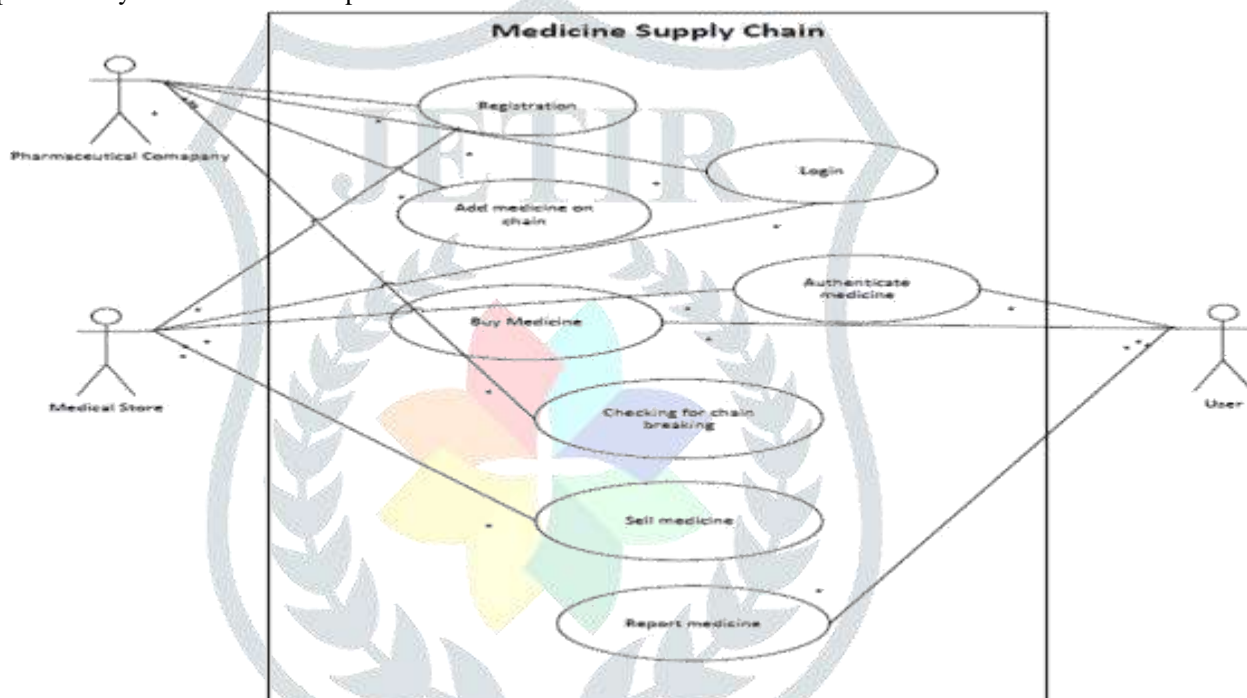 Medicine Supply Chain
JETIR
Registration
Pharmaceutical Comapany
Login
Add medicine on
chain
Authenticate
medicine
Buy Medicine
Medical Store
User
Checking for chain
breaking
Sell medicine
Report medicine